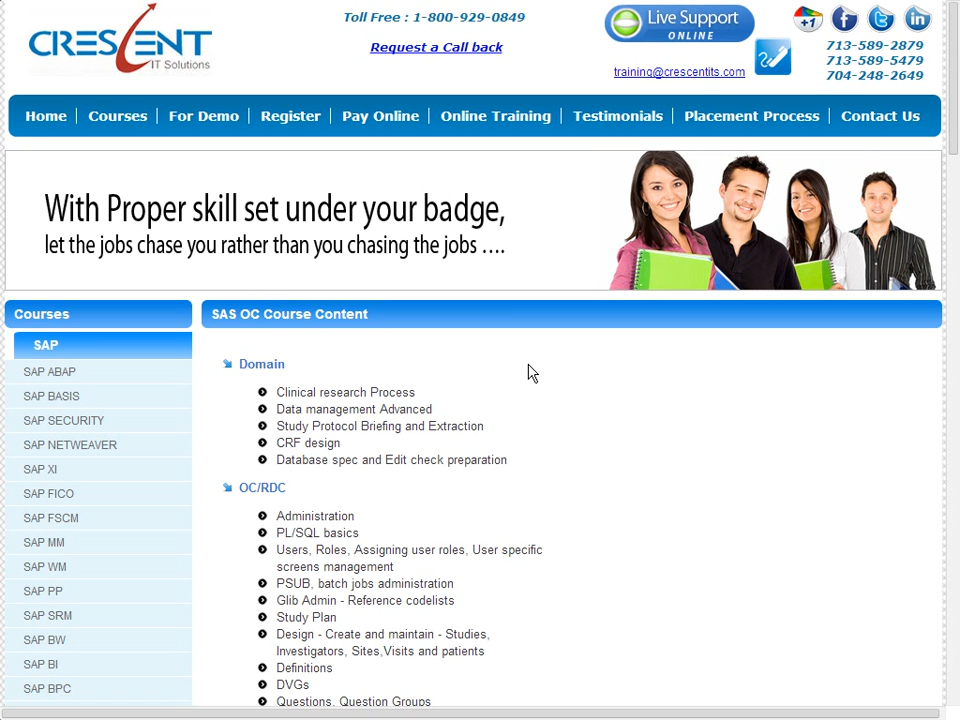 CRESCENT
IT Solutions
Toll Free : 1-800-929-0849
Request a Call back
Live Support
ONLINE
training@crescentits.com
+1
713-589-2879
713-589-5479
704-248-2649
Home
Courses
For Demo
Register
Pay Online
Online Training
Testimonials
Placement Process
Contact Us
With Proper skill set under your badge,
let the jobs chase you rather than you chasing the jobs ....
Courses
SAP
SAP ABAP
SAP BASIS
SAP SECURITY
SAP NETWEAVER
SAP XI
SAP FICO
SAP FSCM
SAP MM
SAP WM
SAP PP
SAP SRM
SAP BW
SAP BI
SAP BPC
SAS OC Course Content
Domain
Clinical research Process
Data management Advanced
Study Protocol Briefing and Extraction
CRF design
Database spec and Edit check preparation
OC/RDC
Administration
PL/SQL basics
Users, Roles, Assigning user roles, User specific
screens management
PSUB, batch jobs administration
Glib Admin - Reference codelists
Study Plan
Design - Create and maintain - Studies,
Investigators, Sites,Visits and patients
Definitions
DVGs
Questions, Question Groups